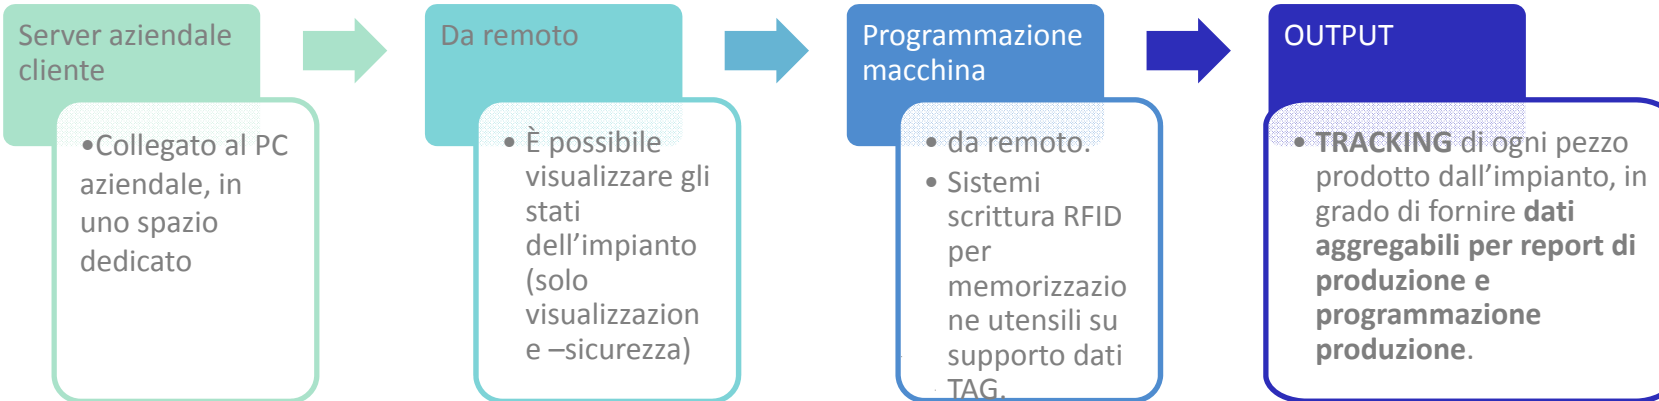 Server aziendale
cliente
•Collegato al PC
aziendale, in
uno spazio
dedicato
Da remoto
• È possibile
visualizzare gli
stati
dell’impianto
(solo
visualizzazion
e –sicurezza)
Programmazione
macchina
• da remoto.
• Sistemi
scrittura RFID
per
memorizzazio
ne utensili su
supporto dati
TAG.
OUTPUT
• TRACKING di ogni pezzo
prodotto dall’impianto, in
grado di fornire dati
aggregabili per report di
produzione e
programmazione
produzione.